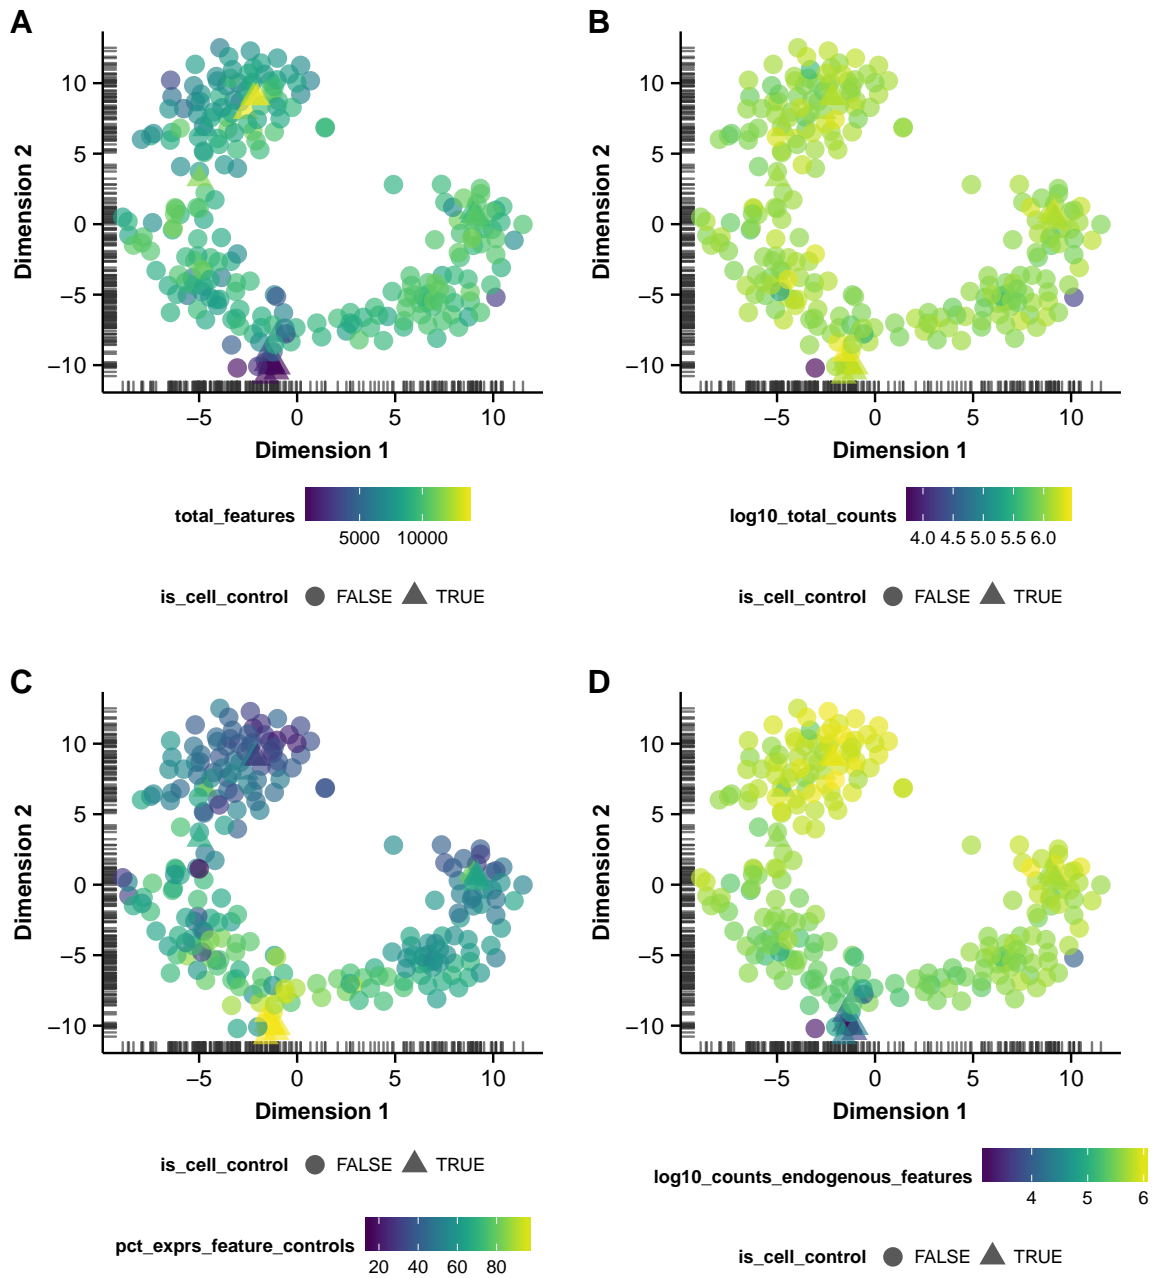 A
B
10
5
0
−5
−10
Dimension 2
−5 0 5 10
Dimension 1
10
5
0
−5
−10
Dimension 2
−5 0 5 10
Dimension 1
total_features
5000 10000
log10_total_counts
4.0 4.5 5.0 5.5 6.0
is_cell_control FALSE TRUE
is_cell_control FALSE TRUE
C
D
10
5
0
−5
−10
Dimension 2
−5 0 5 10
Dimension 1
10
5
0
−5
−10
Dimension 2
−5 0 5 10
Dimension 1
is_cell_control FALSE TRUE
pct_exprs_feature_controls
20 40 60 80
log10_counts_endogenous_features
4 5 6
is_cell_control FALSE TRUE